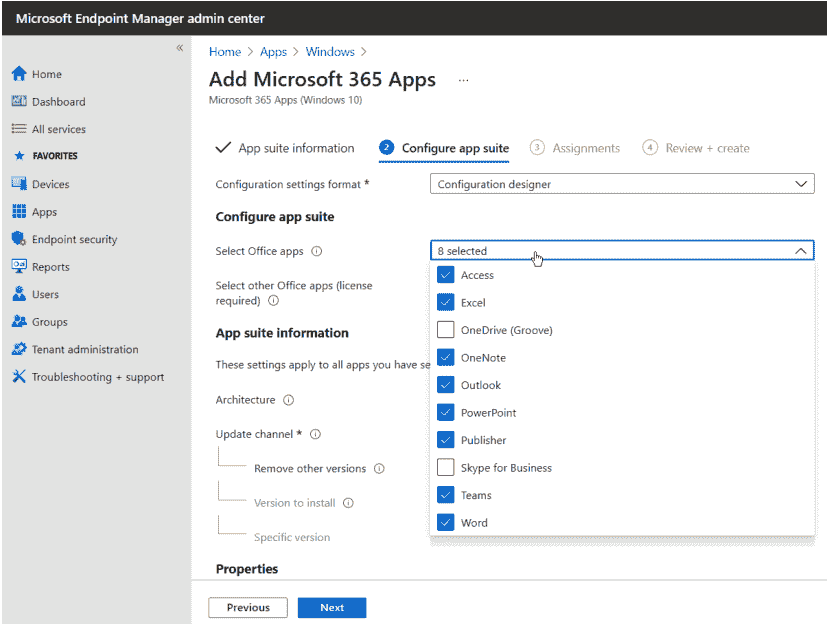 Microsoft Endpoint Manager admin center
«
Home
Dashboard
All services
FAVORITES
Devices
Apps
Endpoint security
Reports
Users
Groups
Tenant administration
Troubleshooting + support
Home > Apps > Windows >
Add Microsoft 365 Apps ...
Microsoft 365 Apps (Windows 10)
App suite information 2 Configure app suite 3 Assignments 4 Review + create
Configuration settings format * Configuration designer
Configure app suite
Select Office apps 8 selected
Access
Excel
OneDrive (Groove)
OneNote
Outlook
PowerPoint
Publisher
Skype for Business
Teams
Word
Select other Office apps (license
required)
App suite information
These settings apply to all apps you have se
Architecture
Update channel *
Remove other versions
Version to install
Specific version
Properties
Previous Next